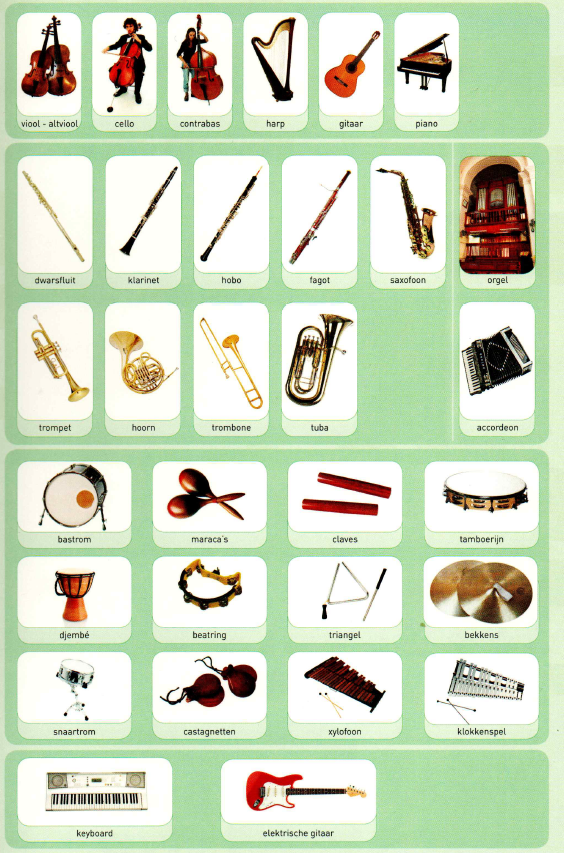 viool - altviool
cello
contrabas
harp
gitaar
piano
dwarsfluit
klarinet
hobo
fagot
saxofoon
orgel
trompet
hoorn
trombone
tuba
accordeon
bastrom
maraca's
claves
tamboerijn
djembé
beatring
triangel
bekkens
snaartrom
castagnetten
xylofoon
klokkenspel
keyboard
elektrische gitaar